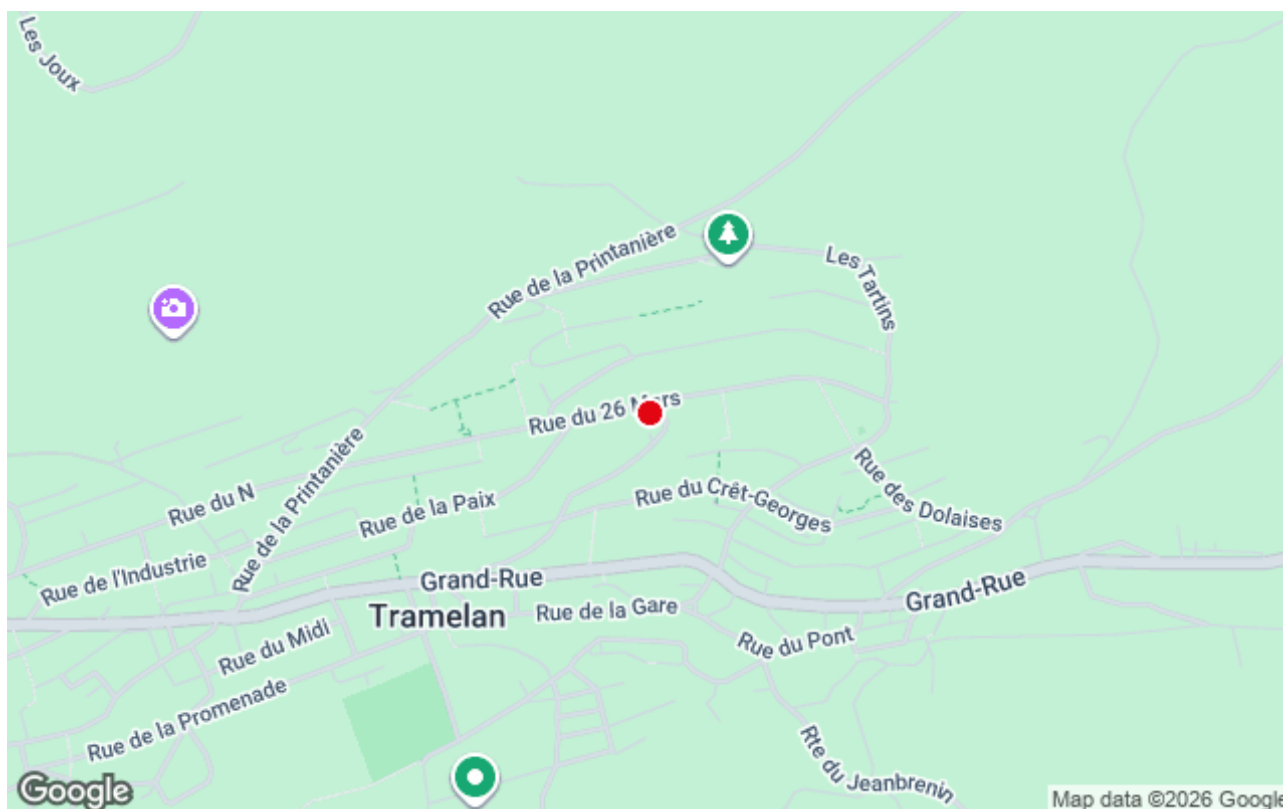 Les Joux
Rue de la Printanière
Les Tartins
Rue du 26 Mars
Rue du N
Rue de la Printanière
Rue de la Paix
Rue du Crêt-Georges
Rue des Dolaises
Rue de l'Industrie
Grand-Rue
Grand-Rue
Tramelan
Rue de la Gare
Rue du Midi
Rue du Pont
Rue de la Promenade
Rte du Jeanbrenin
Google
Map data ©2026 Google